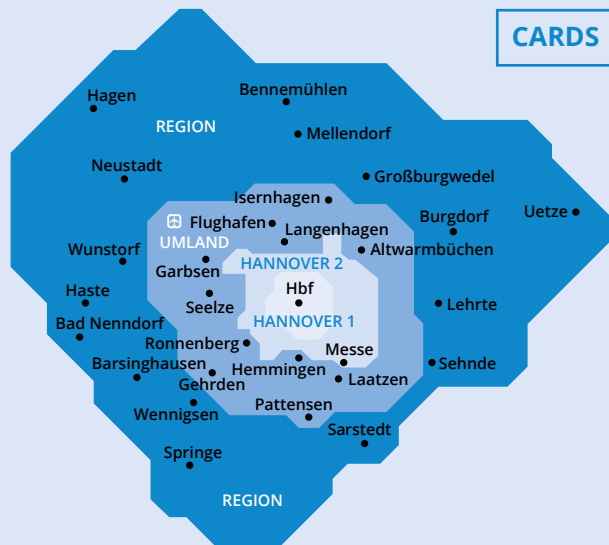 CARDS
Bennemühlen
Hagen
REGION
Mellendorf
Neustadt
Großburgwedel
Isernhagen
Uetze
Burgdorf
Flughafen
Langenhagen
UMLAND
Wunstorf
Altwarmbüchen
Garbsen
HANNOVER 2
Haste
Hbf
Lehrte
Seelze
Bad Nenndorf
HANNOVER 1
Ronnenberg
Messe
Barsinghausen
Hemmingen
Sehnde
Gehrden
Laatzen
Wennigsen
Pattensen
Sarstedt
Springe
REGION